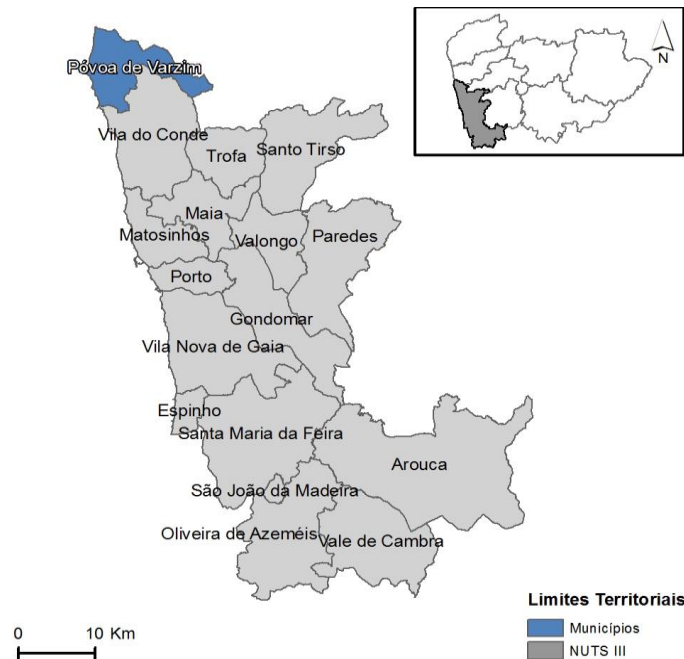 N
Póvoa de Varzim
Vila do Conde
Trofa
Santo Tirso
Maia
Matosinhos
Valongo
Paredes
Porto
Gondomar
Vila Nova de Gaia
Espinho
Santa Maria da Feira
Arouca
São João da Madeira
Oliveira de Azeméis
Vale de Cambra
Limites Territoriais
Municípios
NUTS III
0 10 Km